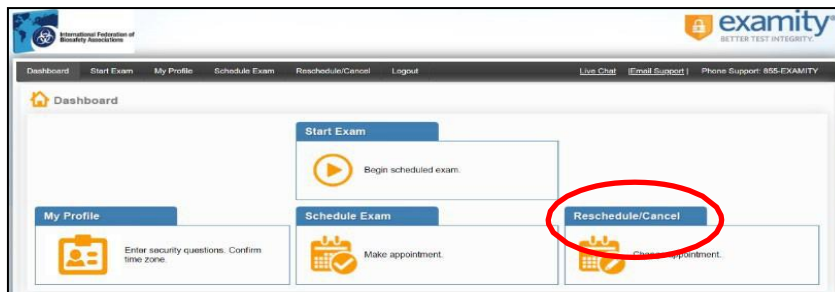 International Federation of
Biosafety Associations
examity®
BETTER TEST INTEGRITY.
Dashboard Start Exam My Profile Schedule Exam Reschedule/Cancel Logout Live Chat |Email Support| Phone Support: 855-EXAMITY
Dashboard
Start Exam
Begin scheduled exam.
My Profile
Enter security questions. Confirm
time zone.
Schedule Exam
Make appointment.
Reschedule/Cancel
Change appointment.